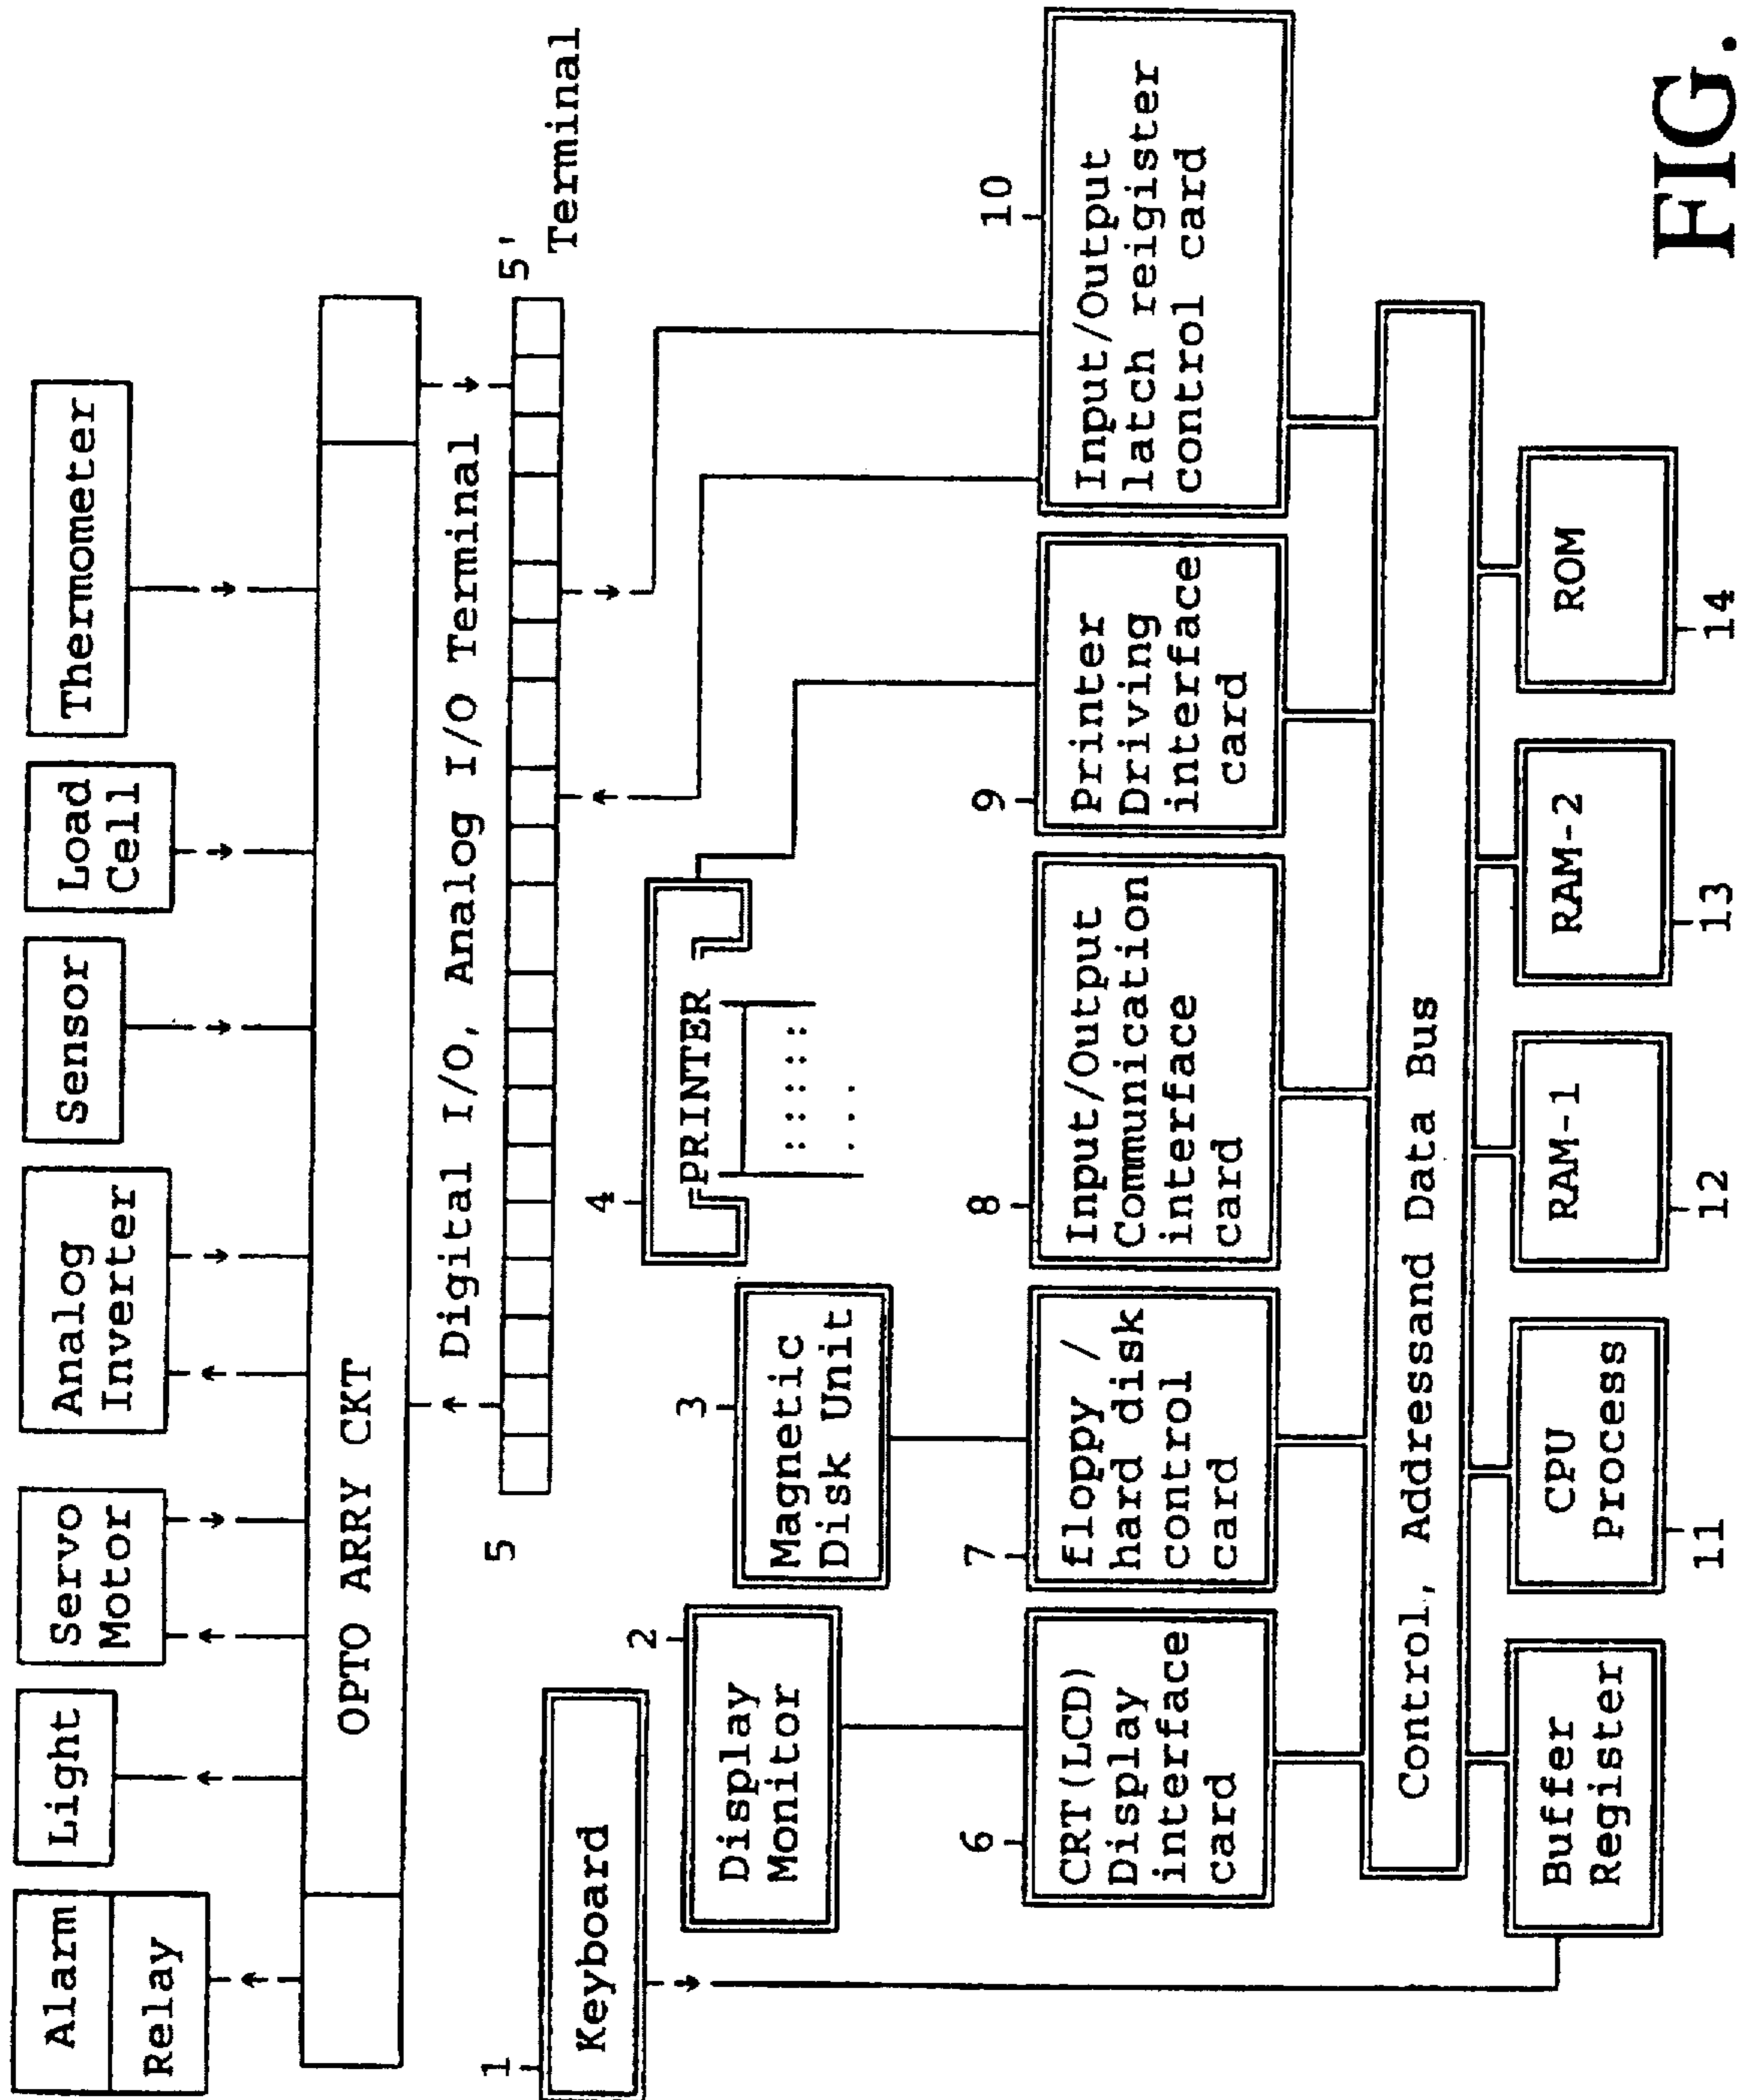 Alarm
Relay
Light
Servo
Motor
Analog
Inverter
Sensor
Load
Cell
Thermometer
OPTO ARRY CKT
Digital I/O, Analog I/O Terminal
5
5'
Terminal
1
Keyboard
2
Display
Monitor
3
Magnetic
Disk Unit
4
PRINTER
6
CRT(LCD)
Display
interface
card
7
floppy /
hard disk
control
card
8
Input/Output
Communication
interface
card
9
Printer
Driving
interface
card
10
Input/Output
latch reigister
control card
Control, Addressand Data Bus
Buffer
Register
CPU
process
11
RAM-1
12
RAM-2
13
ROM
14
FIG.